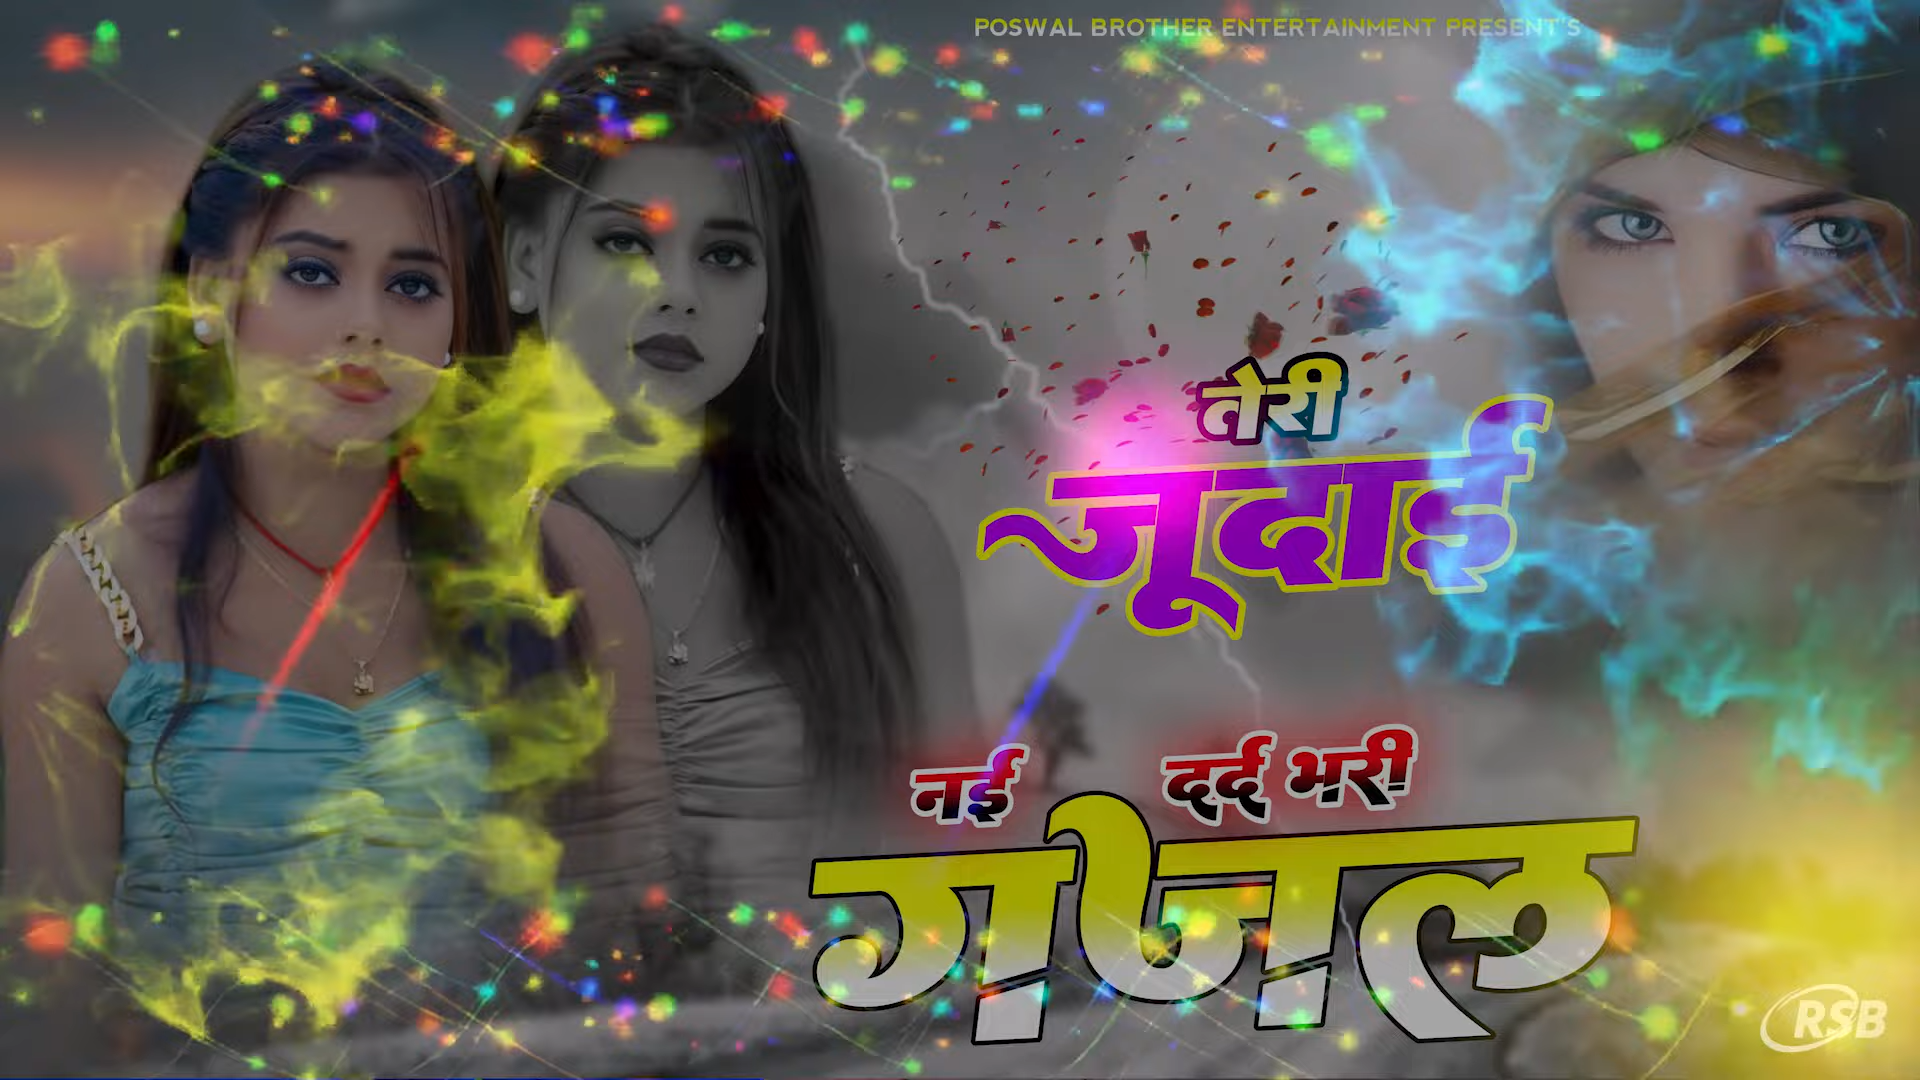 POSWAL BROTHER ENTERTAINMENT PRESENT'S
तेरी
जूदाई
नई दर्द भरी
गजल
RSB